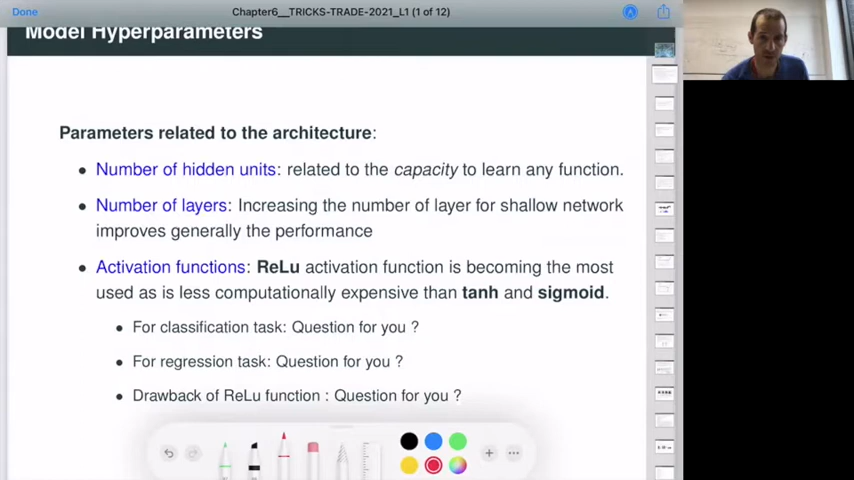 Done
Chapter6__TRICKS-TRADE-2021_L1 (1 of 12)
Model Hyperparameters
Parameters related to the architecture:
Number of hidden units: related to the capacity to learn any function.
Number of layers: Increasing the number of layer for shallow network
improves generally the performance
Activation functions: ReLu activation function is becoming the most
used as is less computationally expensive than tanh and sigmoid.
For classification task: Question for you ?
For regression task: Question for you ?
Drawback of ReLu function : Question for you ?